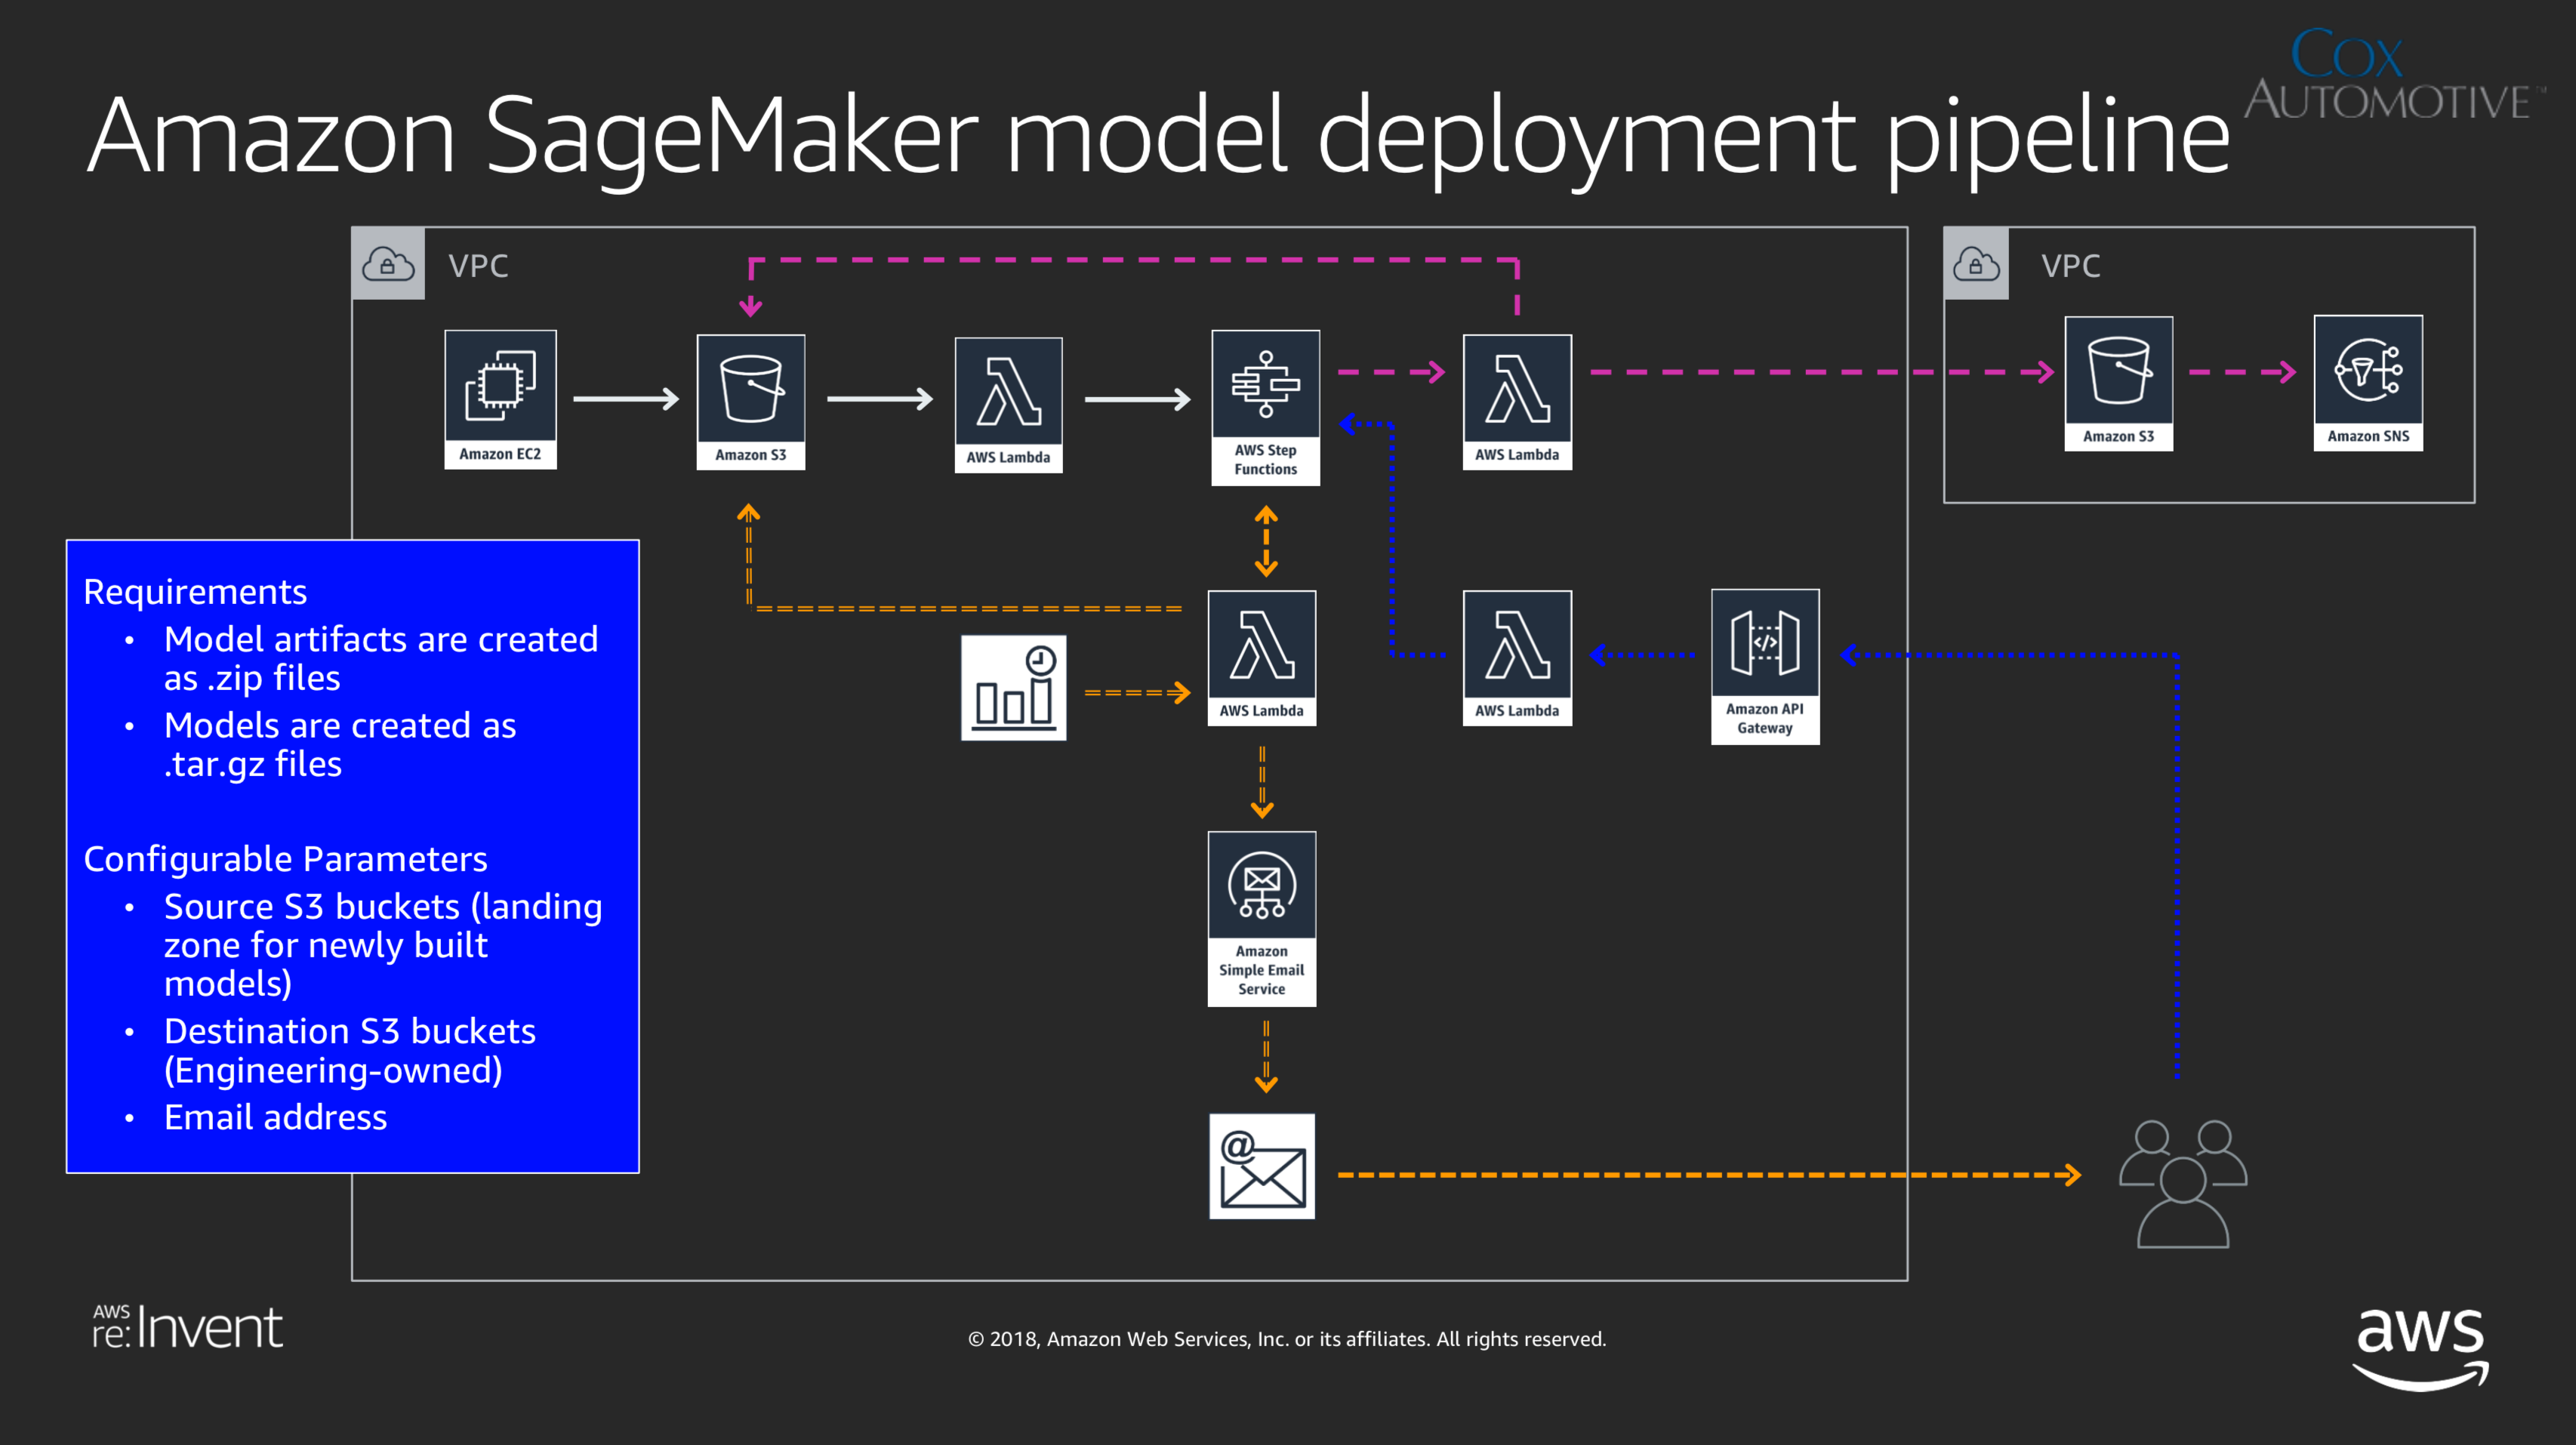 COX
AUTOMOTIVE™
Amazon SageMaker model deployment pipeline
VPC
VPC
Amazon EC2
Amazon S3
AWS Lambda
AWS Step
Functions
AWS Lambda
Amazon S3
Amazon SNS
Requirements
• Model artifacts are created
as .zip files
• Models are created as
.tar.gz files
Configurable Parameters
• Source S3 buckets (landing
zone for newly built
models)
• Destination S3 buckets
(Engineering-owned)
• Email address
AWS Lambda
AWS Lambda
</>
Amazon API
Gateway
Amazon
Simple Email
Service
@
AWS
re:Invent
© 2018, Amazon Web Services, Inc. or its affiliates. All rights reserved.
aws